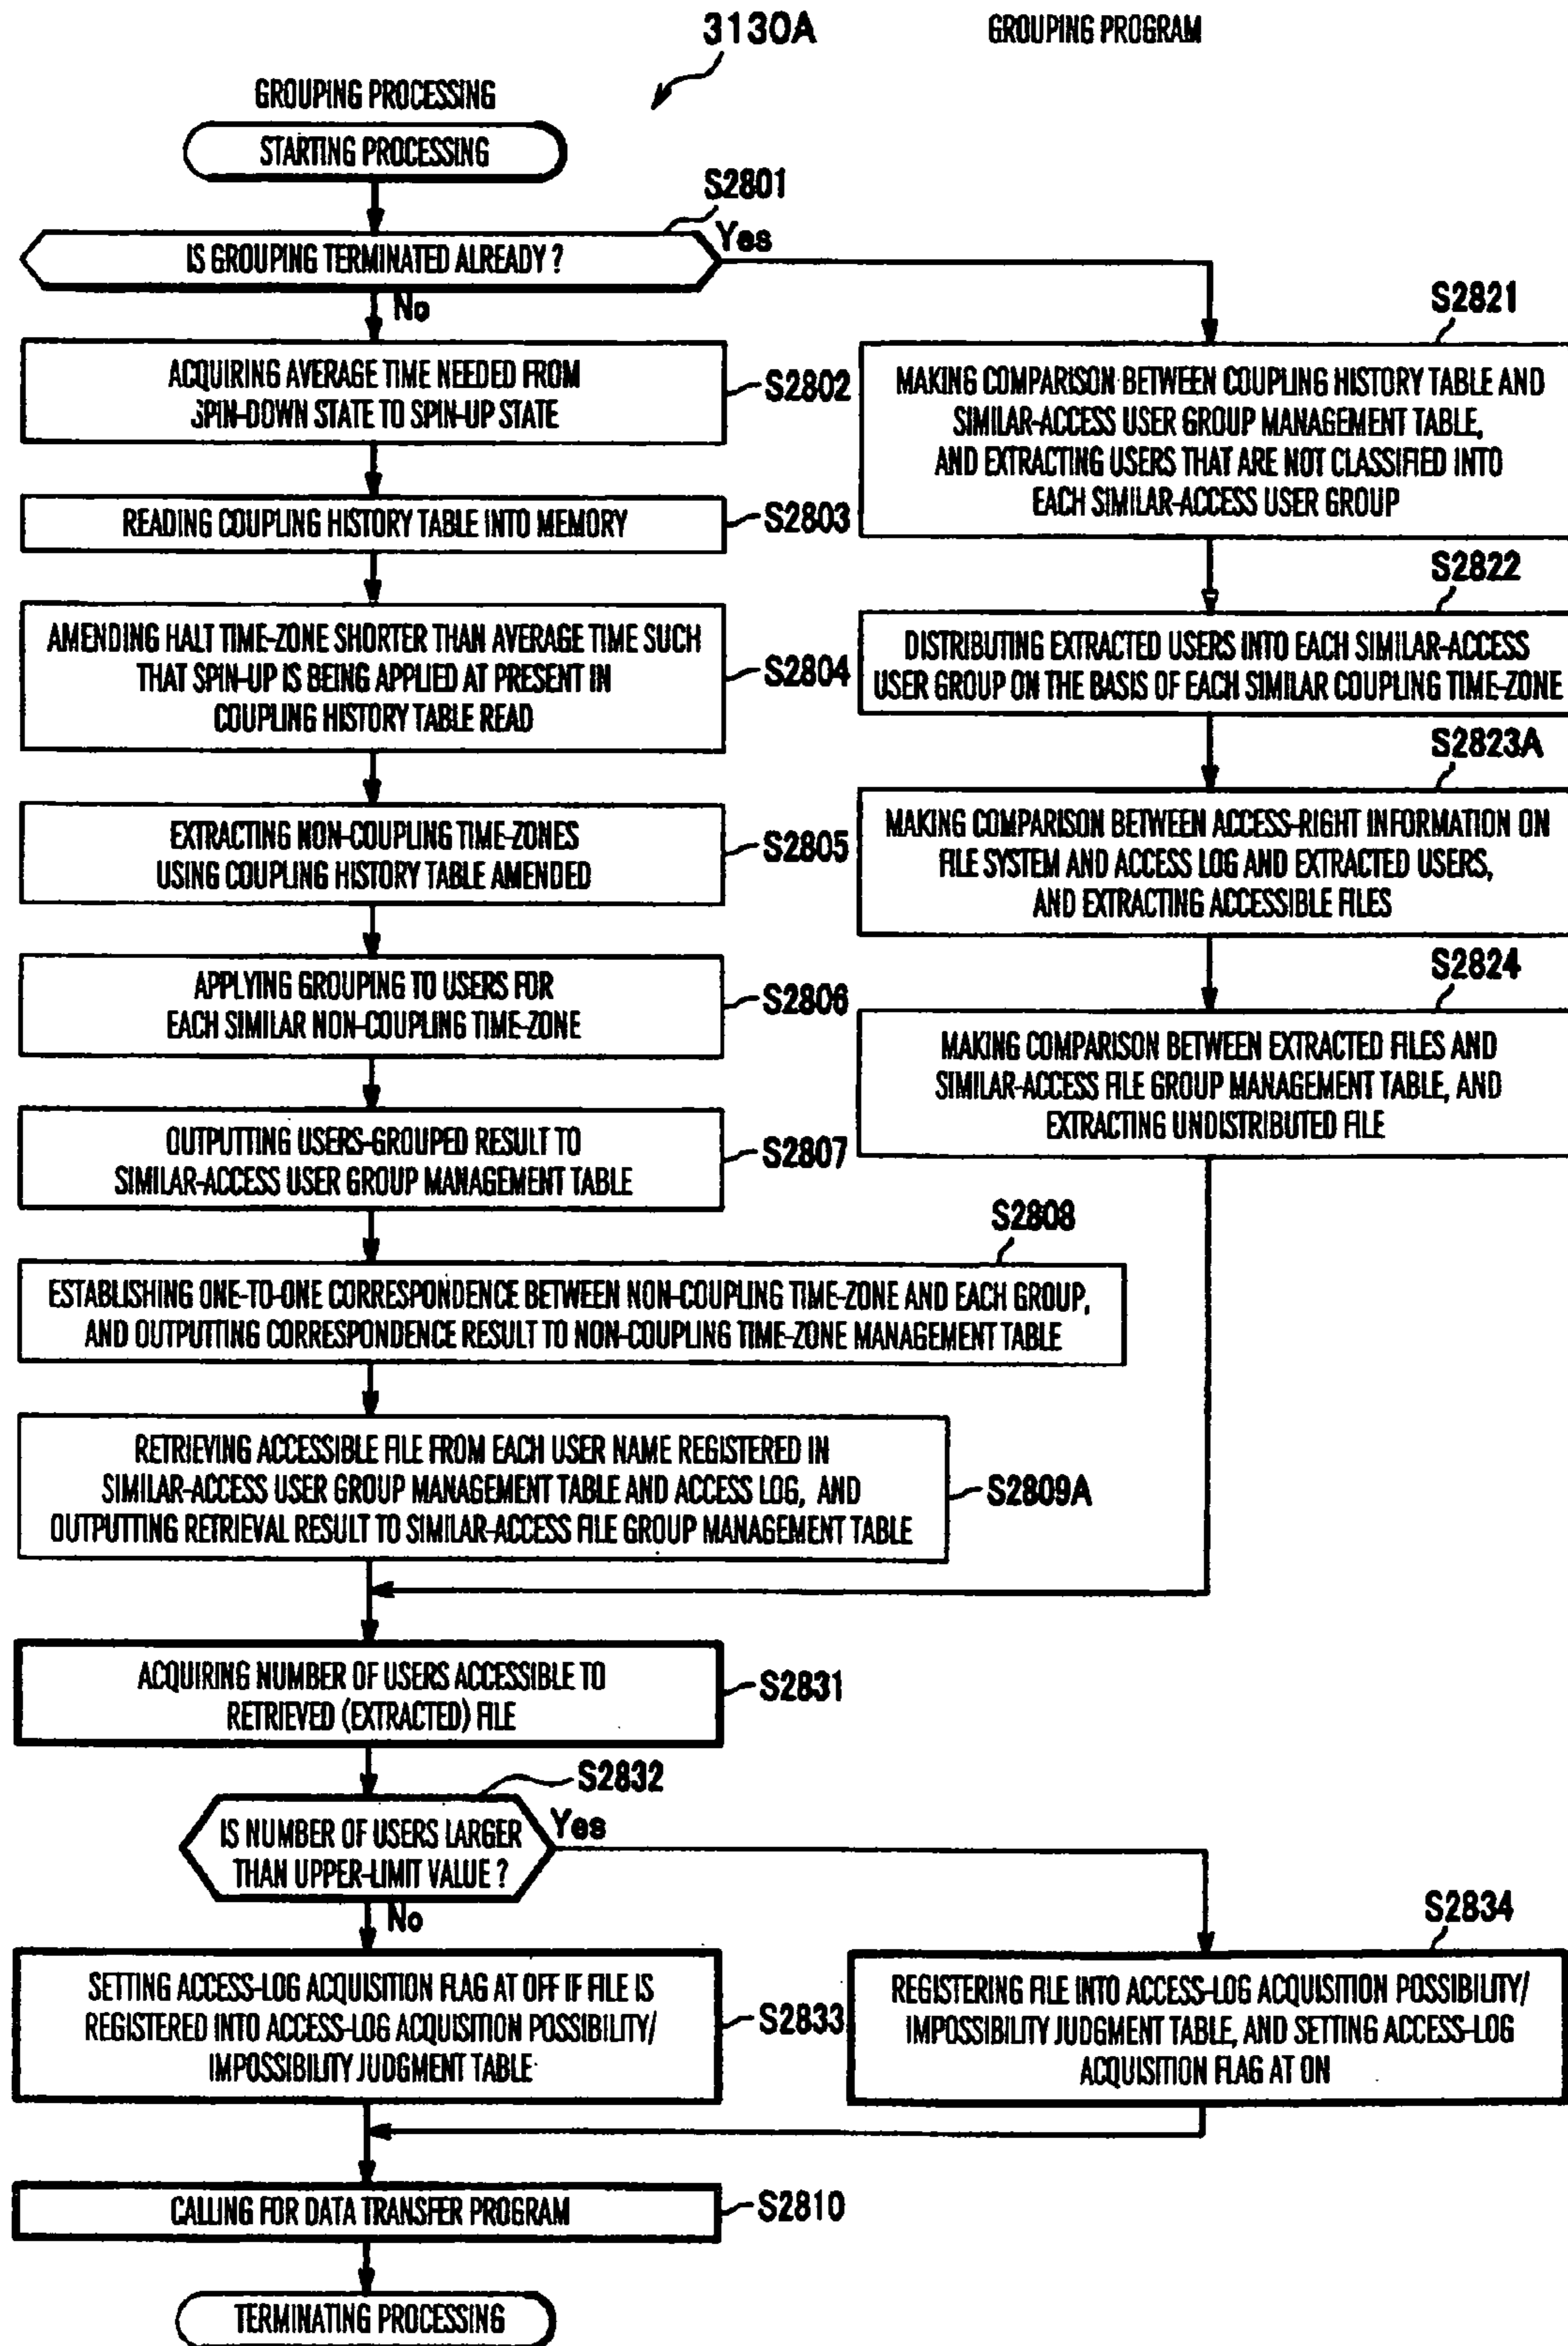 3130A
GROUPING PROGRAM
GROUPING PROCESSING
STARTING PROCESSING
S2801
IS GROUPING TERMINATED ALREADY ?
Yes
No
ACQUIRING AVERAGE TIME NEEDED FROM
SPIN-DOWN STATE TO SPIN-UP STATE
S2802
READING COUPLING HISTORY TABLE INTO MEMORY
S2803
AMENDING HALT TIME-ZONE SHORTER THAN AVERAGE TIME SUCH
THAT SPIN-UP IS BEING APPLIED AT PRESENT IN
COUPLING HISTORY TABLE READ
S2804
EXTRACTING NON-COUPLING TIME-ZONES
USING COUPLING HISTORY TABLE AMENDED
S2805
APPLYING GROUPING TO USERS FOR
EACH SIMILAR NON-COUPLING TIME-ZONE
S2806
OUTPUTTING USERS-GROUPED RESULT TO
SIMILAR-ACCESS USER GROUP MANAGEMENT TABLE
S2807
S2821
MAKING COMPARISON BETWEEN COUPLING HISTORY TABLE AND
SIMILAR-ACCESS USER GROUP MANAGEMENT TABLE,
AND EXTRACTING USERS THAT ARE NOT CLASSIFIED INTO
EACH SIMILAR-ACCESS USER GROUP
S2822
DISTRIBUTING EXTRACTED USERS INTO EACH SIMILAR-ACCESS
USER GROUP ON THE BASIS OF EACH SIMILAR COUPLING TIME-ZONE
S2823A
MAKING COMPARISON BETWEEN ACCESS-RIGHT INFORMATION ON
FILE SYSTEM AND ACCESS LOG AND EXTRACTED USERS,
AND EXTRACTING ACCESSIBLE FILES
S2824
MAKING COMPARISON BETWEEN EXTRACTED FILES AND
SIMILAR-ACCESS FILE GROUP MANAGEMENT TABLE, AND
EXTRACTING UNDISTRIBUTED FILE
S2808
ESTABLISHING ONE-TO-ONE CORRESPONDENCE BETWEEN NON-COUPLING TIME-ZONE AND EACH GROUP,
AND OUTPUTTING CORRESPONDENCE RESULT TO NON-COUPLING TIME-ZONE MANAGEMENT TABLE
RETRIEVING ACCESSIBLE FILE FROM EACH USER NAME REGISTERED IN
SIMILAR-ACCESS USER GROUP MANAGEMENT TABLE AND ACCESS LOG, AND
OUTPUTTING RETRIEVAL RESULT TO SIMILAR-ACCESS FILE GROUP MANAGEMENT TABLE
S2809A
ACQUIRING NUMBER OF USERS ACCESSIBLE TO
RETRIEVED (EXTRACTED) FILE
S2831
S2832
IS NUMBER OF USERS LARGER
THAN UPPER-LIMIT VALUE ?
Yes
No
SETTING ACCESS-LOG ACQUISITION FLAG AT OFF IF FILE IS
REGISTERED INTO ACCESS-LOG ACQUISITION POSSIBILITY/
IMPOSSIBILITY JUDGMENT TABLE
S2833
S2834
REGISTERING FILE INTO ACCESS-LOG ACQUISITION POSSIBILITY/
IMPOSSIBILITY JUDGMENT TABLE, AND SETTING ACCESS-LOG
ACQUISITION FLAG AT ON
CALLING FOR DATA TRANSFER PROGRAM
S2810
TERMINATING PROCESSING